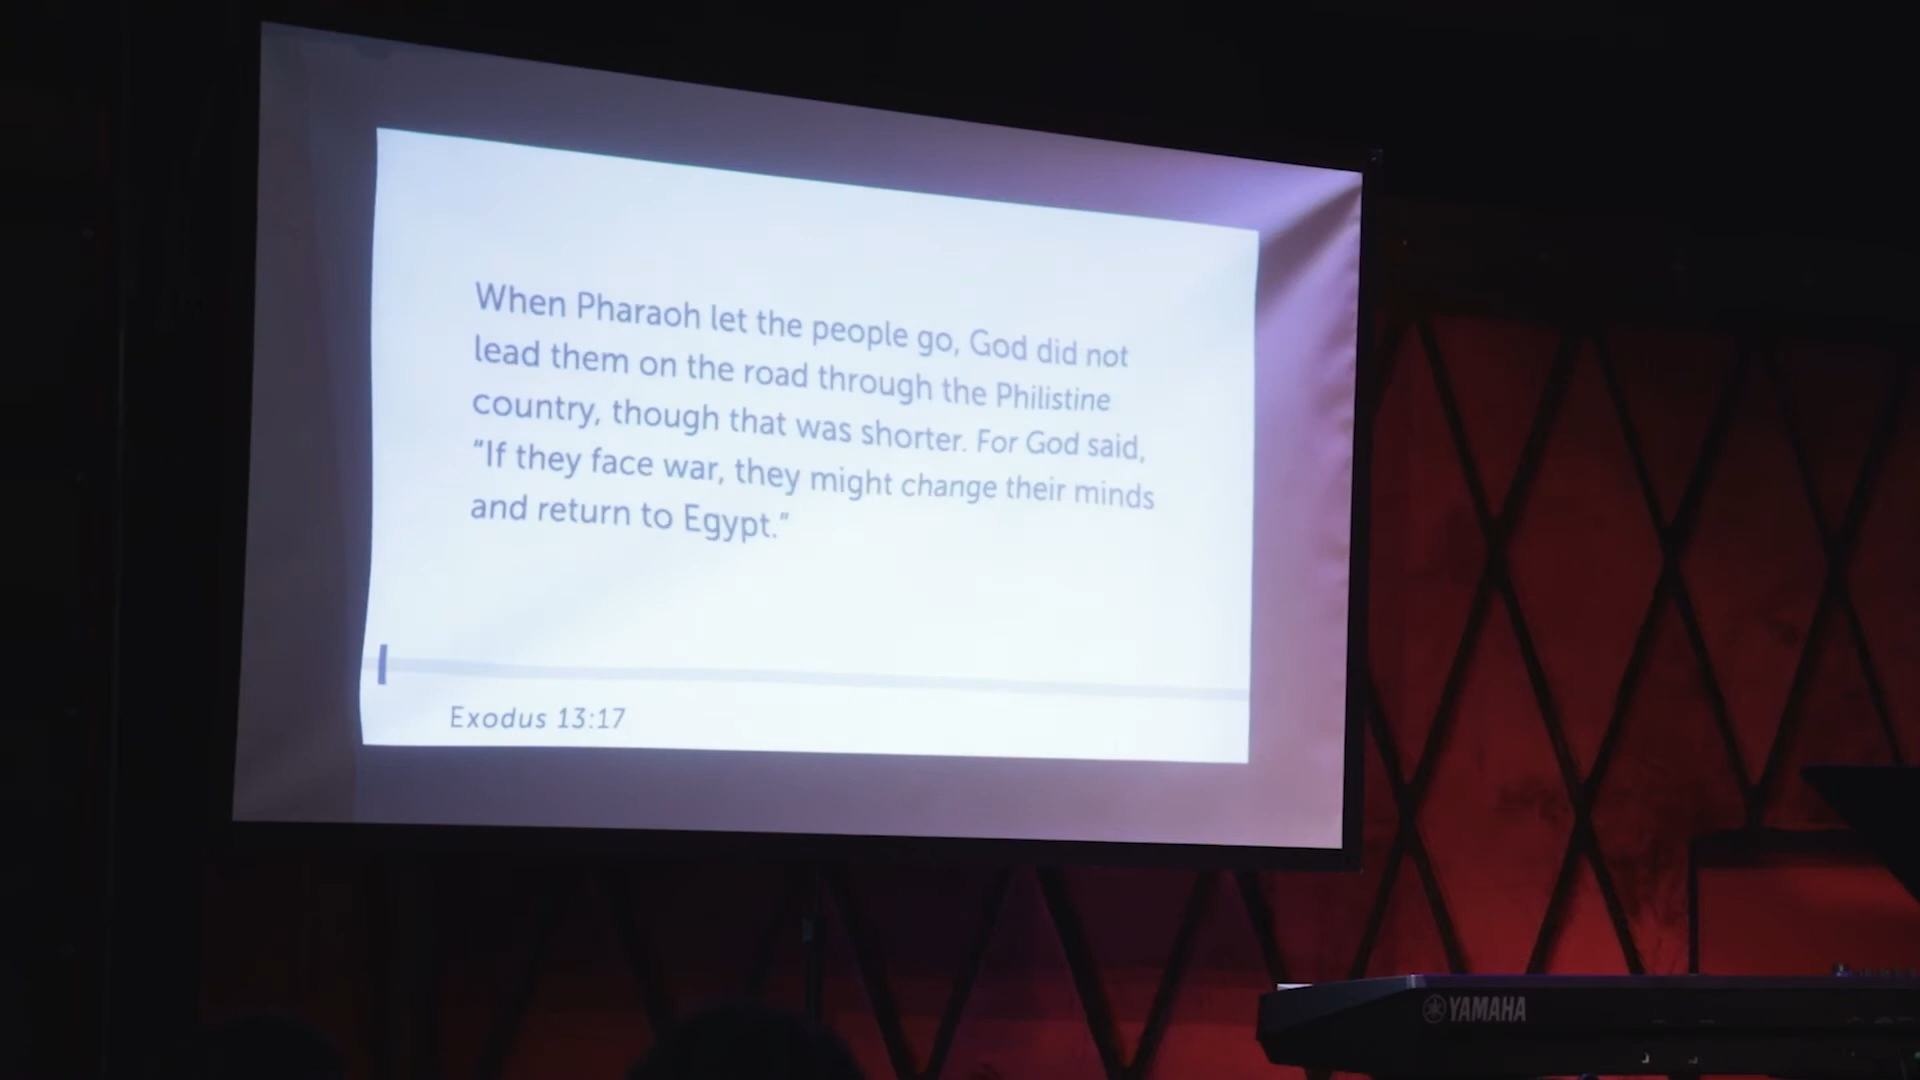 When Pharaoh let the people go, God did not
lead them on the road through the Philistine
country, though that was shorter. For God said,
"If they face war, they might change their minds
and return to Egypt."
Exodus 13:17
YAMAHA